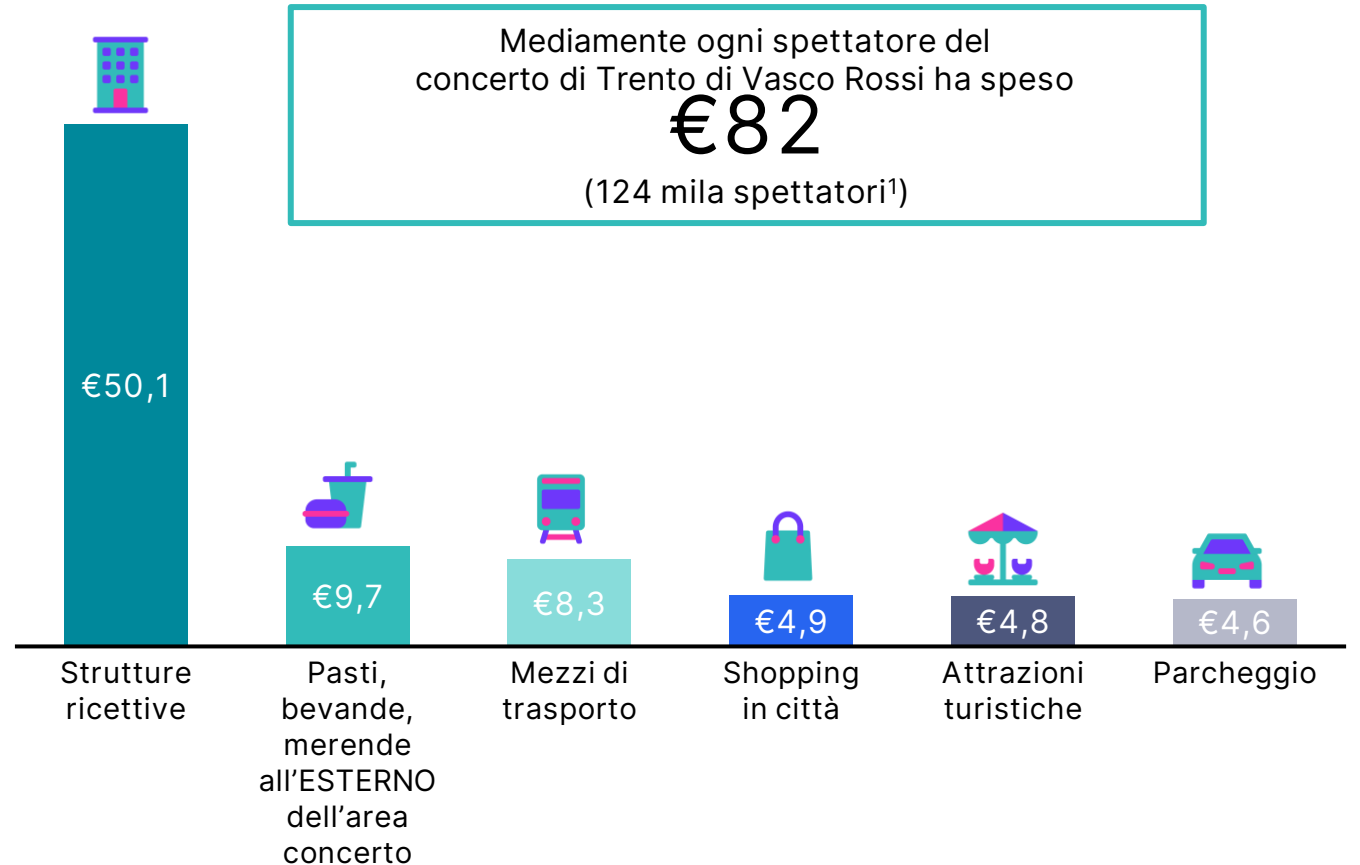 Mediamente ogni spettatore del
concerto di Trento di Vasco Rossi ha speso
€82
(124 mila spettatori¹)
€50,1
€9,7
€8,3
€4,9
€4,8
€4,6
Strutture
ricettive
Pasti,
bevande,
merende
all’ESTERNO
dell’area
concerto
Mezzi di
trasporto
Shopping
in città
Attrazioni
turistiche
Parcheggio